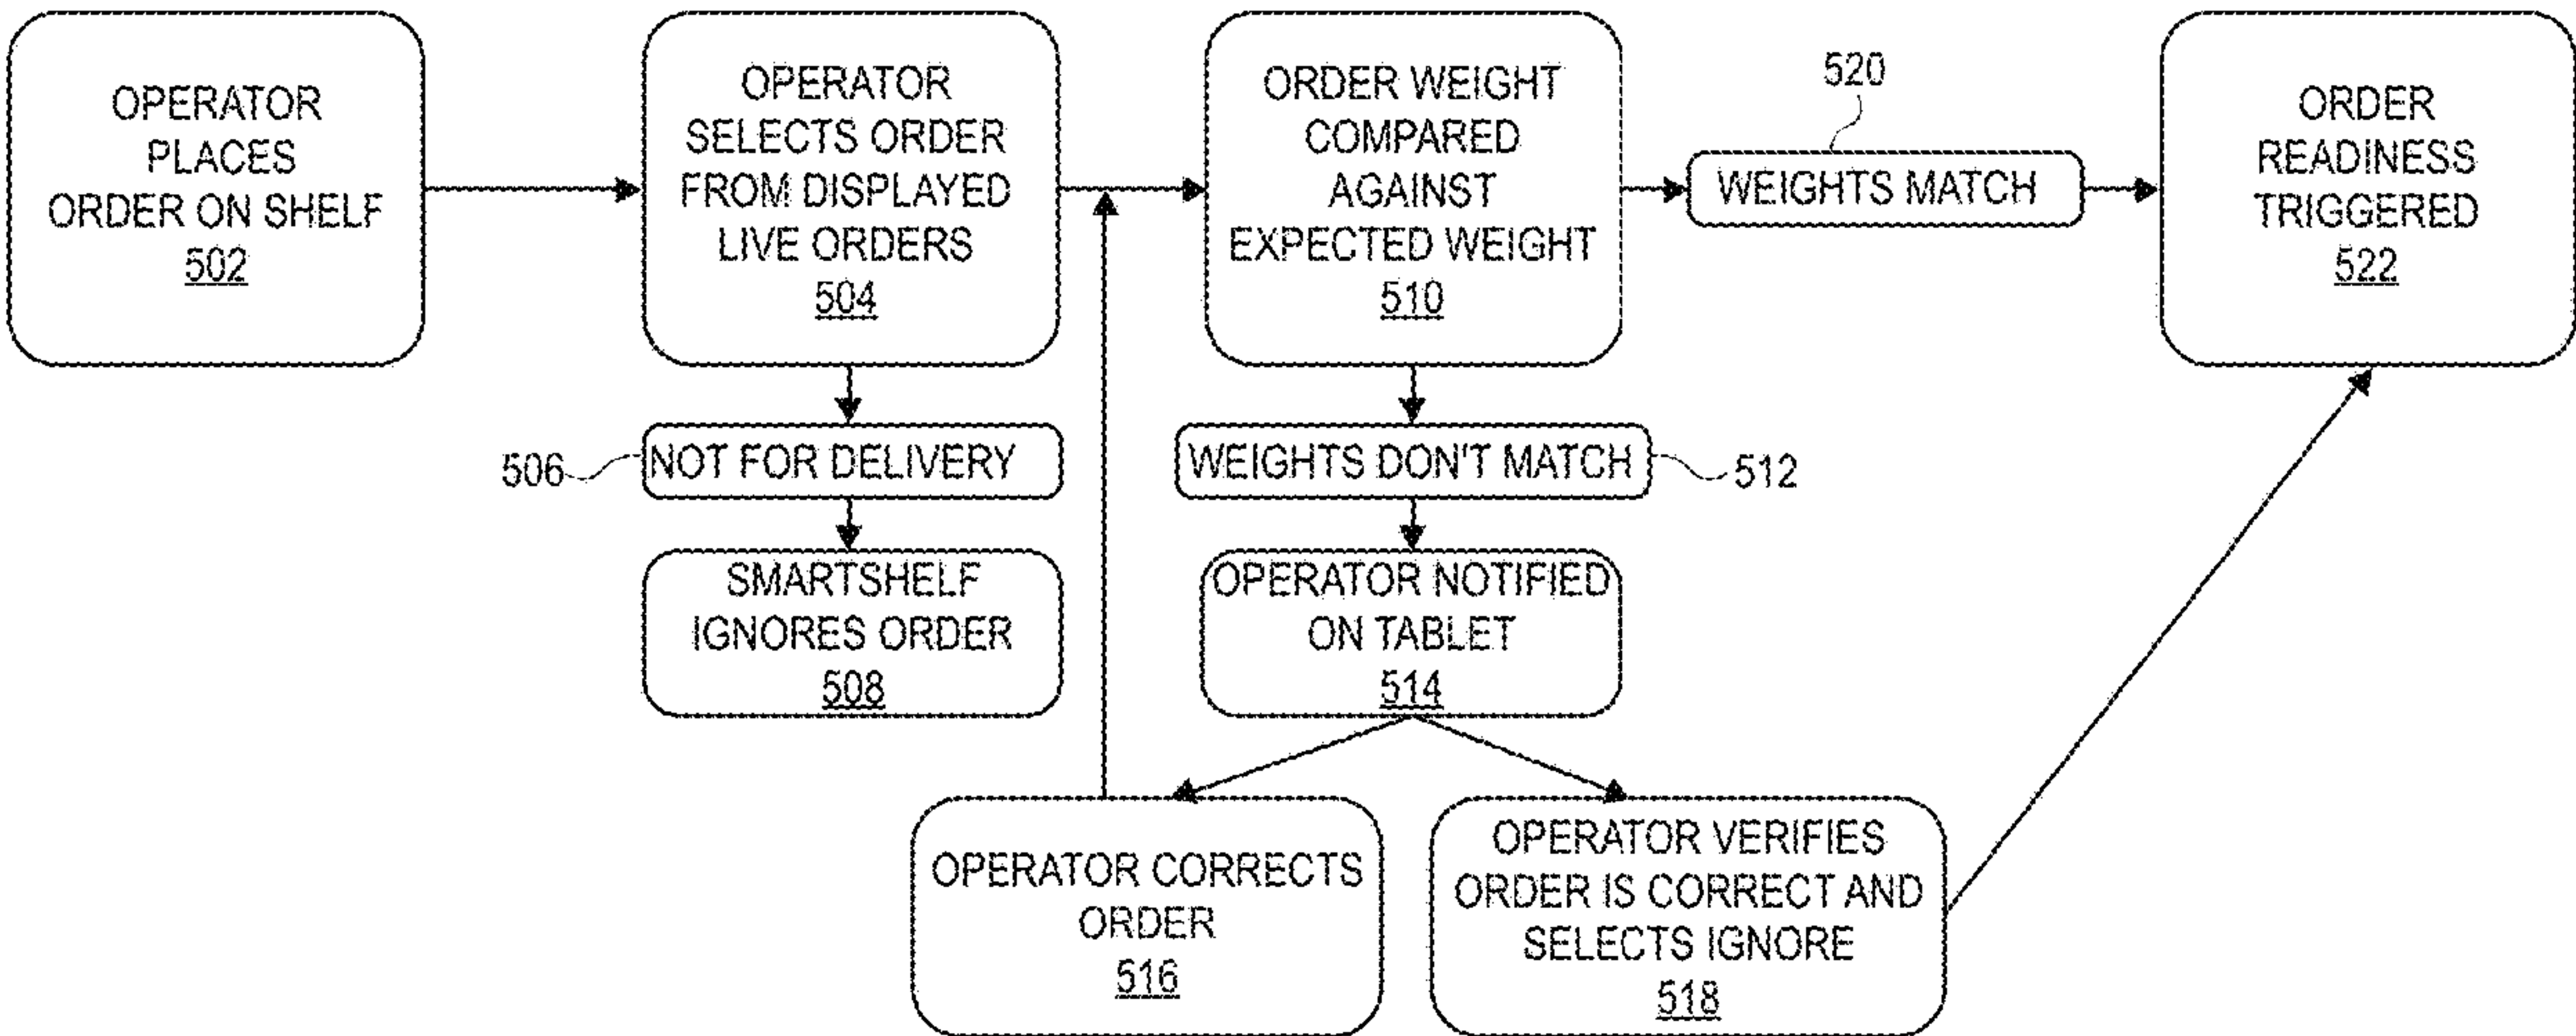 OPERATOR
PLACES
ORDER ON SHELF
502
OPERATOR
SELECTS ORDER
FROM DISPLAYED
LIVE ORDERS
504
ORDER WEIGHT
COMPARED
AGAINST
EXPECTED WEIGHT
510
520
WEIGHTS MATCH
ORDER
READINESS
TRIGGERED
522
506
NOT FOR DELIVERY
WEIGHTS DON'T MATCH
512
SMARTSHELF
IGNORES ORDER
508
OPERATOR NOTIFIED
ON TABLET
514
OPERATOR CORRECTS
ORDER
516
OPERATOR VERIFIES
ORDER IS CORRECT AND
SELECTS IGNORE
518